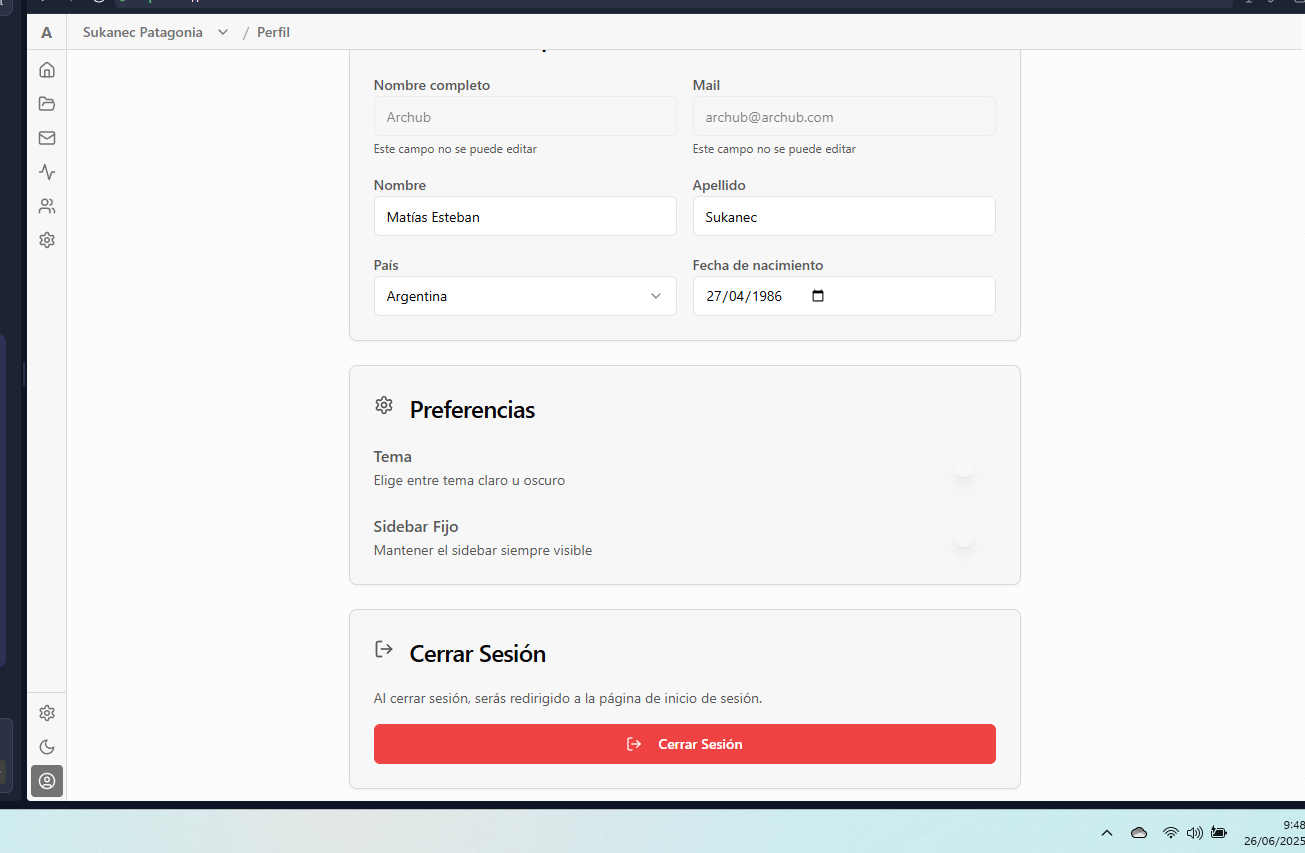 A
Sukanec Patagonia / Perfil
Nombre completo
Mail
Archub
archub@archub.com
Este campo no se puede editar
Este campo no se puede editar
Nombre
Apellido
Matías Esteban
Sukanec
País
Fecha de nacimiento
Argentina
27/04/1986
Preferencias
Tema
Elige entre tema claro u oscuro
Sidebar Fijo
Mantener el sidebar siempre visible
Cerrar Sesión
Al cerrar sesión, serás redirigido a la página de inicio de sesión.
Cerrar Sesión
9:48
26/06/2025